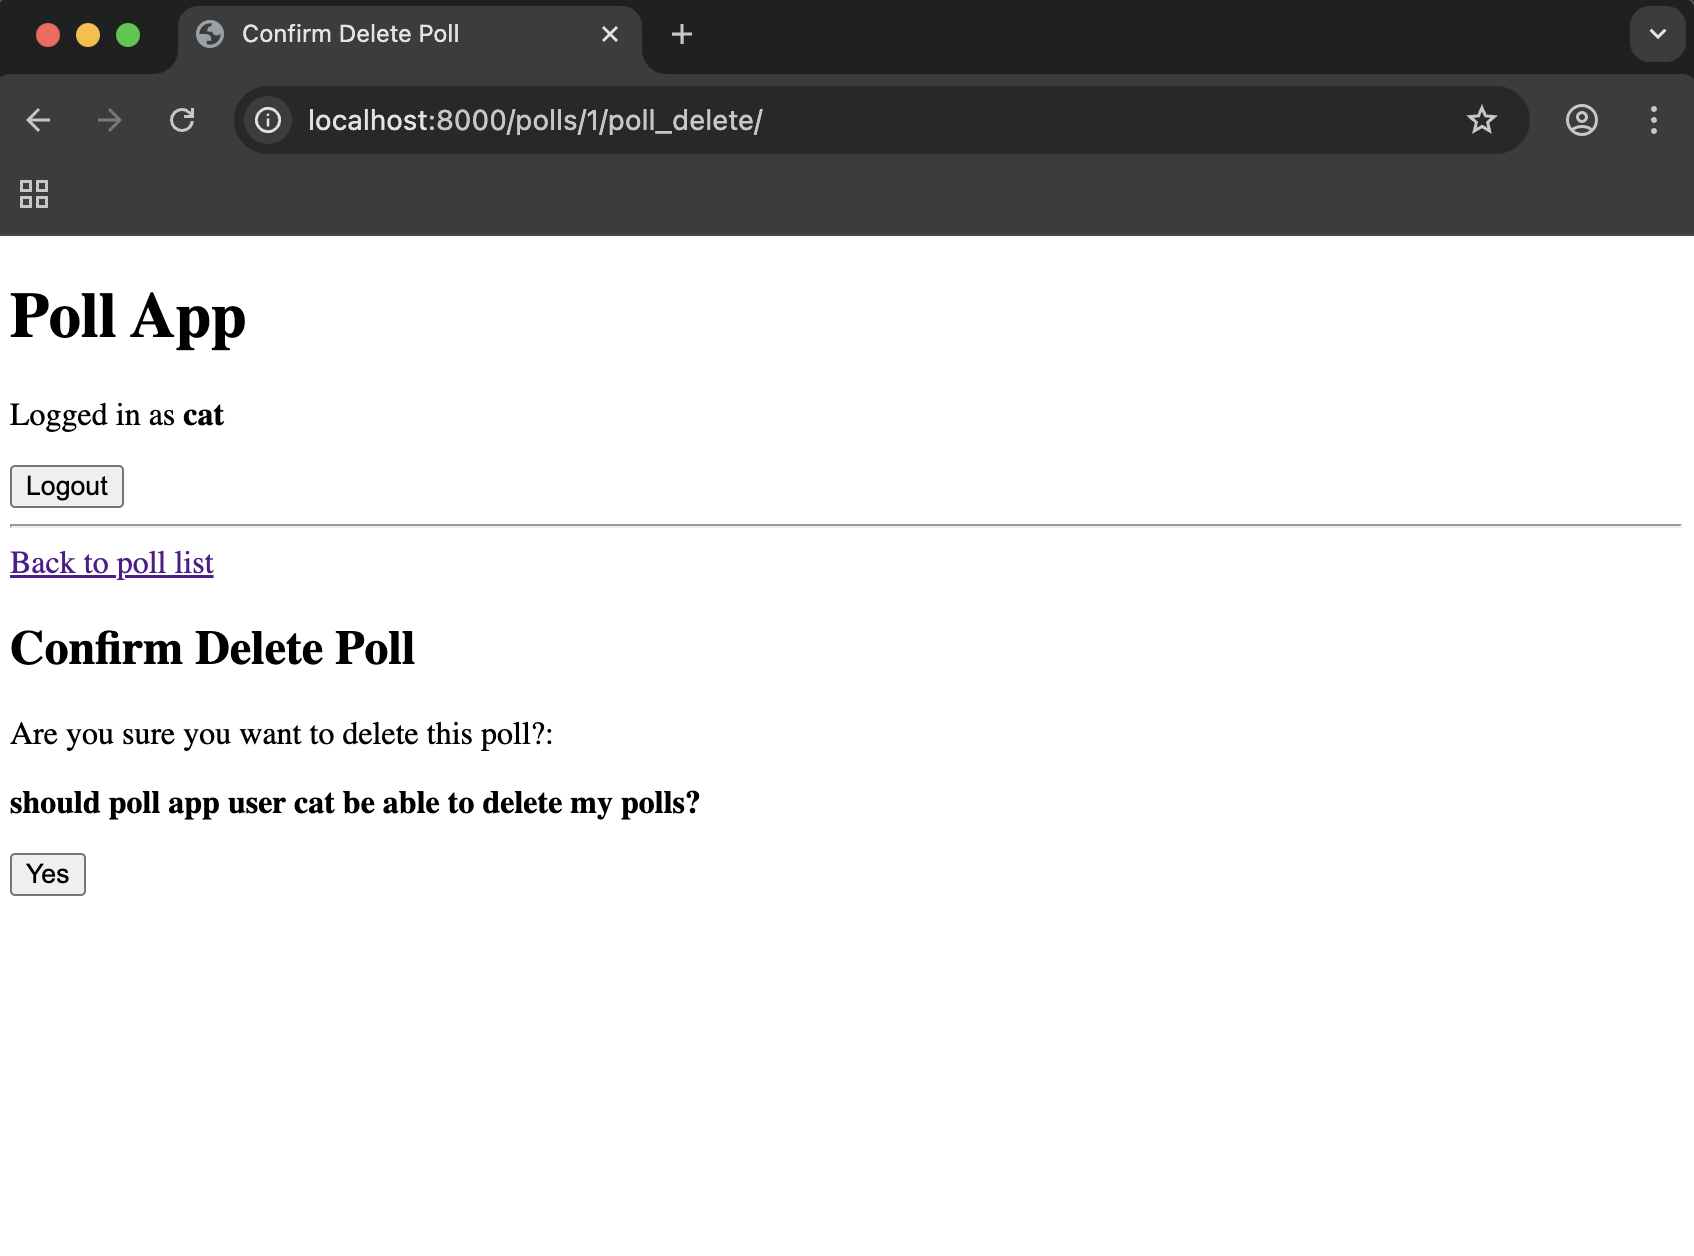 Confirm Delete Poll
localhost:8000/polls/1/poll_delete/
Poll App
Logged in as cat
Logout
Back to poll list
Confirm Delete Poll
Are you sure you want to delete this poll?:
should poll app user cat be able to delete my polls?
Yes